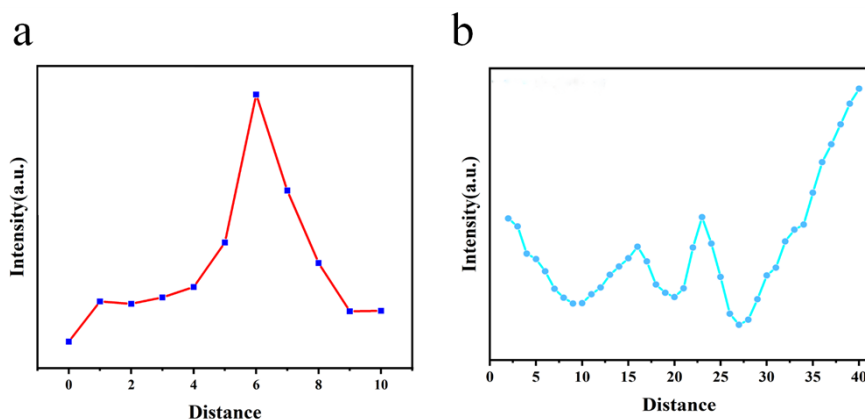 a
b
Intensity(a.u.)
0 2 4 6 8 10
Distance
Intensity(a.u.)
0 5 10 15 20 25 30 35 40
Distance